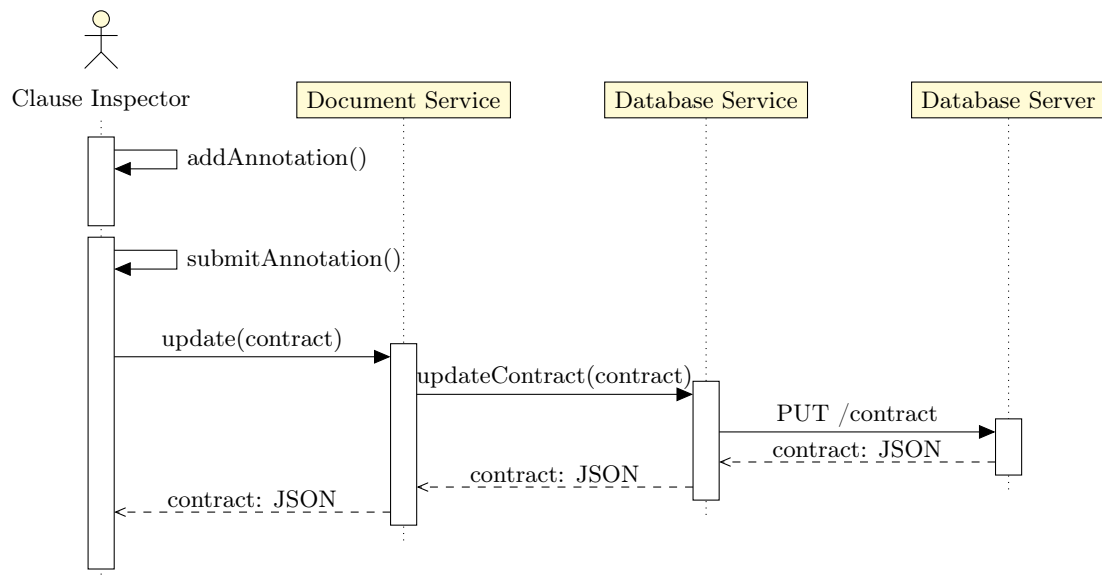 Clause Inspector
Document Service
Database Service
Database Server
addAnnotation()
submitAnnotation()
update(contract)
updateContract(contract)
PUT /contract
contract: JSON
contract: JSON
contract: JSON